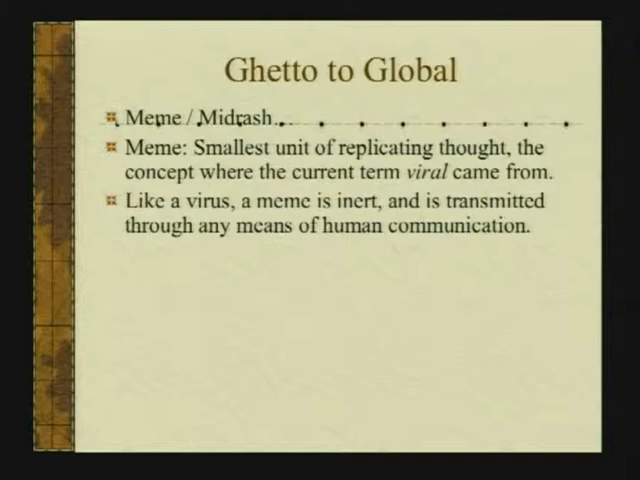 Ghetto to Global
Meme / Midrash...
Meme: Smallest unit of replicating thought, the
concept where the current term viral came from.
Like a virus, a meme is inert, and is transmitted
through any means of human communication.